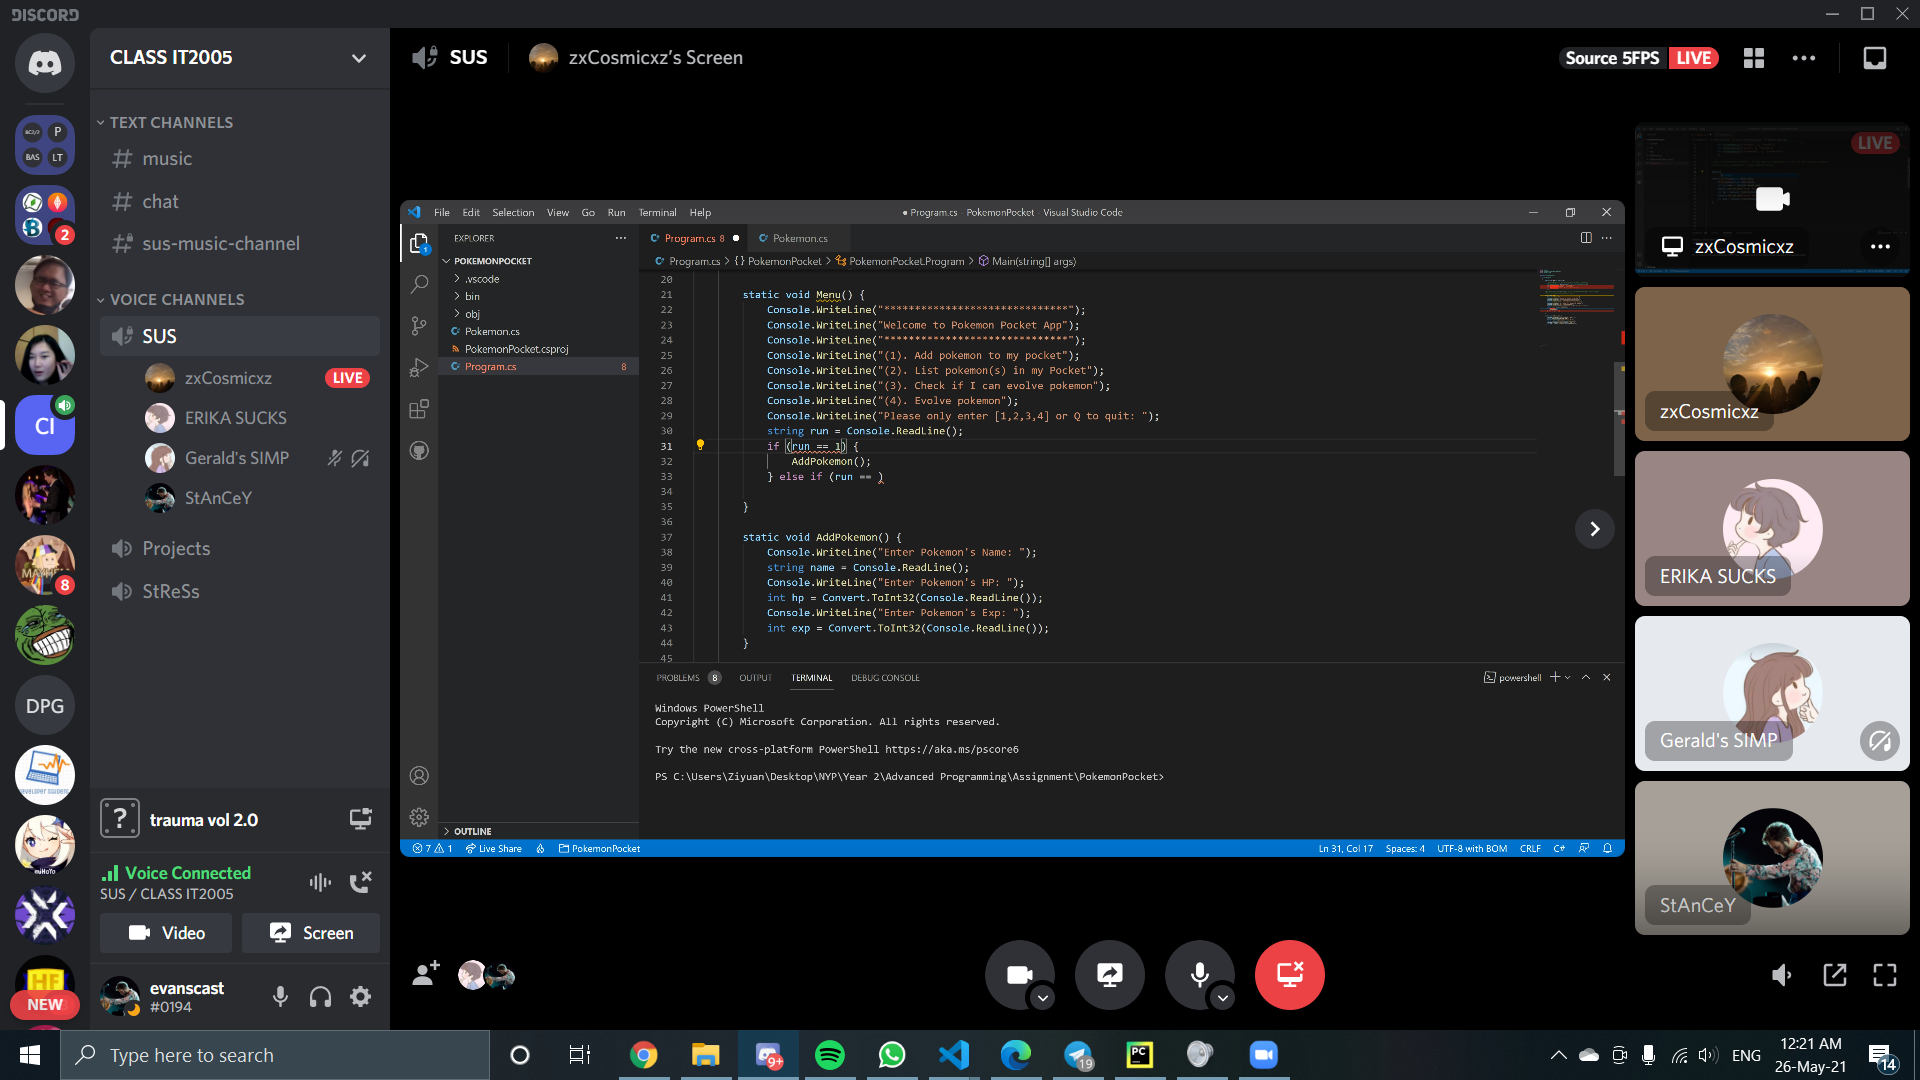 DISCORD
CLASS IT2005
TEXT CHANNELS
music
chat
sus-music-channel
VOICE CHANNELS
SUS
zxCosmicxz
LIVE
ERIKA SUCKS
Gerald's SIMP
StAnCeY
Projects
StReSs
P
BAS LT
2
CI
MAYHEM
8
DPG
miHoYo
HF
NEW
? trauma vol 2.0
Voice Connected
SUS / CLASS IT2005
Video
Screen
evanscast
#0194
SUS
zxCosmicxz's Screen
Source 5FPS LIVE
File Edit Selection View Go Run Terminal Help
● Program.cs - PokemonPocket - Visual Studio Code
1
EXPLORER
POKEMONPOCKET
.vscode
bin
obj
Pokemon.cs
PokemonPocket.csproj
Program.cs 8
OUTLINE
Program.cs 8
Pokemon.cs
Program.cs > {} PokemonPocket > PokemonPocket.Program > Main(string[] args)
20
21 static void Menu() {
22 Console.WriteLine("******************************");
23 Console.WriteLine("Welcome to Pokemon Pocket App");
24 Console.WriteLine("******************************");
25 Console.WriteLine("(1). Add pokemon to my pocket");
26 Console.WriteLine("(2). List pokemon(s) in my Pocket");
27 Console.WriteLine("(3). Check if I can evolve pokemon");
28 Console.WriteLine("(4). Evolve pokemon");
29 Console.WriteLine("Please only enter [1,2,3,4] or Q to quit: ");
30 string run = Console.ReadLine();
31 if (run == 1) {
32 AddPokemon();
33 } else if (run == )
34
35 }
36
37 static void AddPokemon() {
38 Console.WriteLine("Enter Pokemon's Name: ");
39 string name = Console.ReadLine();
40 Console.WriteLine("Enter Pokemon's HP: ");
41 int hp = Convert.ToInt32(Console.ReadLine());
42 Console.WriteLine("Enter Pokemon's Exp: ");
43 int exp = Convert.ToInt32(Console.ReadLine());
44 }
45
PROBLEMS 8 OUTPUT TERMINAL DEBUG CONSOLE
powershell
Windows PowerShell
Copyright (C) Microsoft Corporation. All rights reserved.
Try the new cross-platform PowerShell https://aka.ms/pscore6
PS C:\Users\Ziyuan\Desktop\NYP\Year 2\Advanced Programming\Assignment\PokemonPocket>
7 1 Live Share PokemonPocket
Ln 31, Col 17 Spaces: 4 UTF-8 with BOM CRLF C#
LIVE
zxCosmicxz
zxCosmicxz
ERIKA SUCKS
Gerald's SIMP
StAnCeY
Type here to search
9+
19
PC
ENG
12:21 AM
26-May-21
14